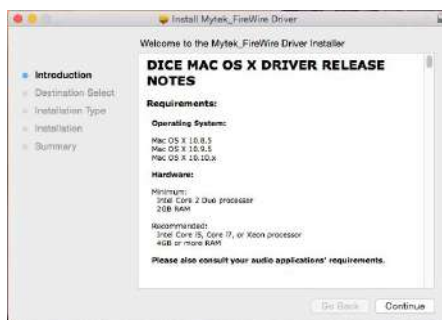 Install Mytek_FireWire Driver
Welcome to the Mytek_FireWire Driver Installer
Introduction
Destination Select
Installation Type
Installation
Summary
DICE MAC OS X DRIVER RELEASE
NOTES
Requirements:
Operating System:
Mac OS X 10.8.5
Mac OS X 10.9.5
Mac OS X 10.10.x
Hardware:
Minimum:
Intel Core 2 Duo processor
2GB RAM
Recommended:
Intel Core i5, Core i7, or Xeon processor
4GB or more RAM
Please also consult your audio applications' requirements.
Go Back
Continue